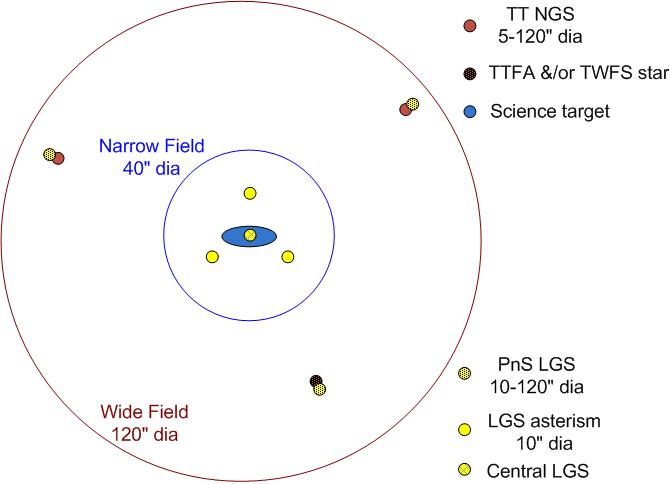 TT NGS
5-120" dia
TTFA &/or TWFS star
Science target
Narrow Field
40" dia
Wide Field
120" dia
PnS LGS
10-120" dia
LGS asterism
10" dia
Central LGS